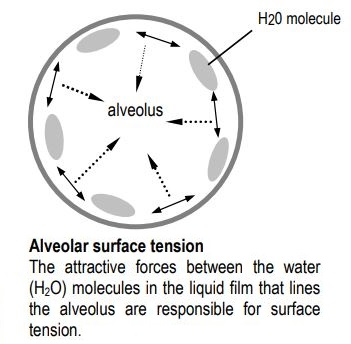 H20 molecule
alveolus
Alveolar surface tension
The attractive forces between the water
(H₂O) molecules in the liquid film that lines
the alveolus are responsible for surface
tension.